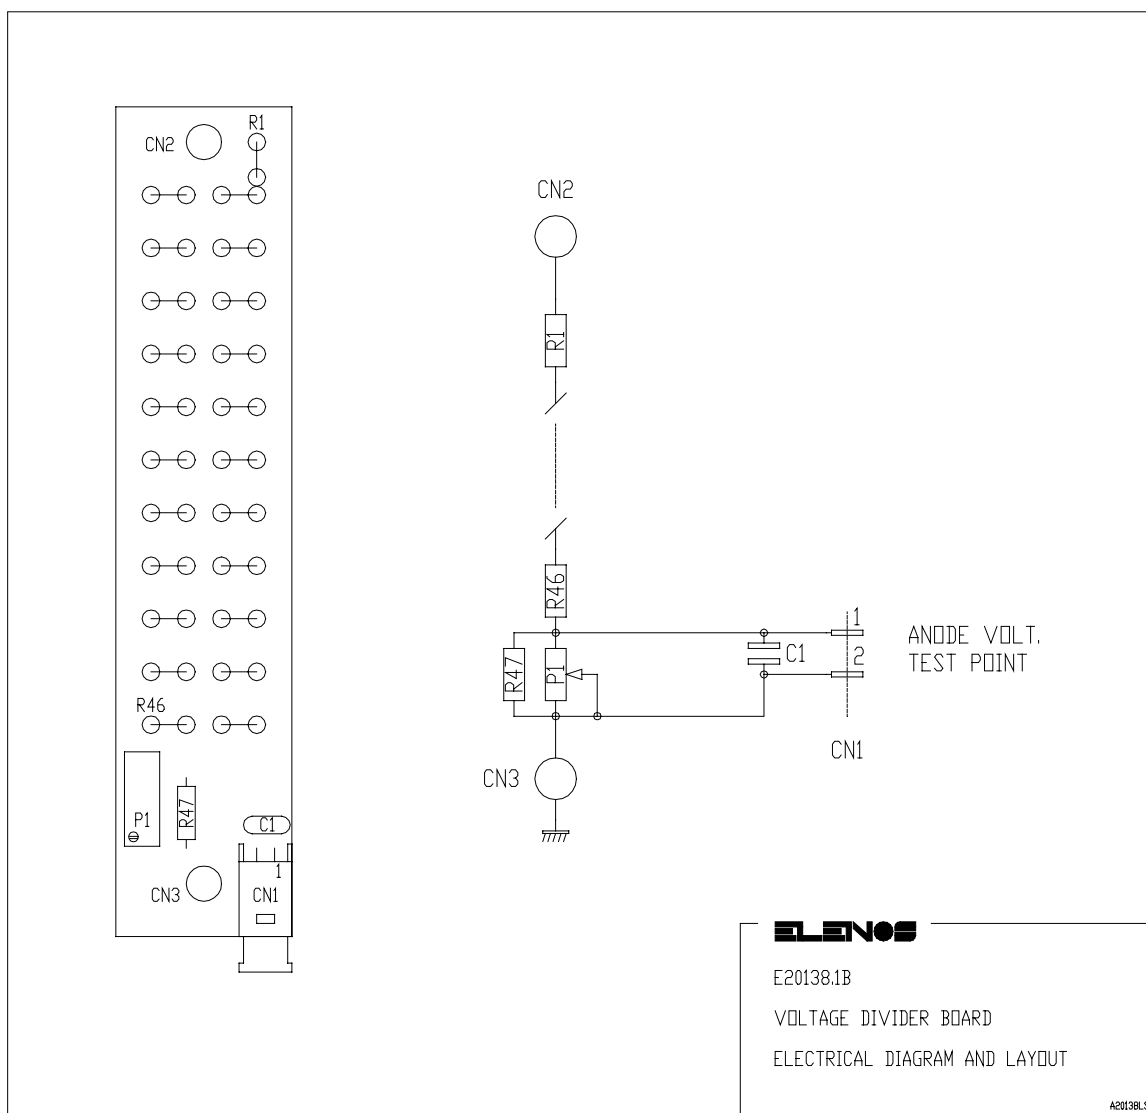 CN2
R1
R46
P1
R47
C1
1
CN3
CN1
CN2
R1
R46
R47
P1
C1
1
2
ANODE VOLT.
TEST POINT
CN1
CN3
ELENOS
E20138.1B
VOLTAGE DIVIDER BOARD
ELECTRICAL DIAGRAM AND LAYOUT